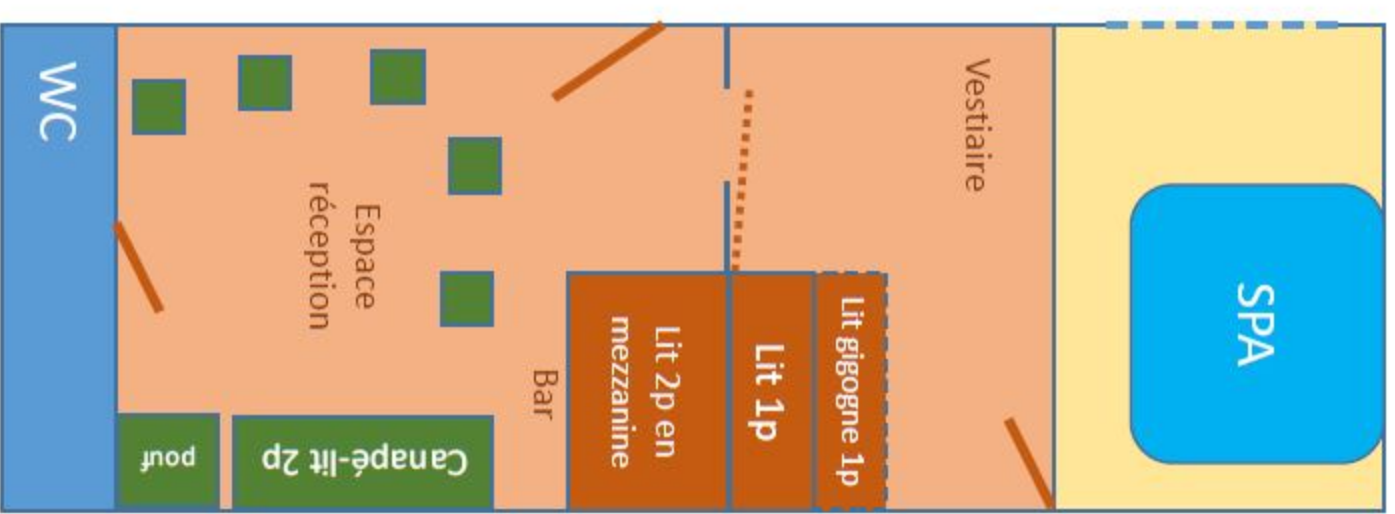 WC
Espace
réception
pouf
Canapé-lit 2p
Bar
Lit 2p en
mezzanine
Lit 1p
Lit gigogne 1p
Vestiaire
SPA